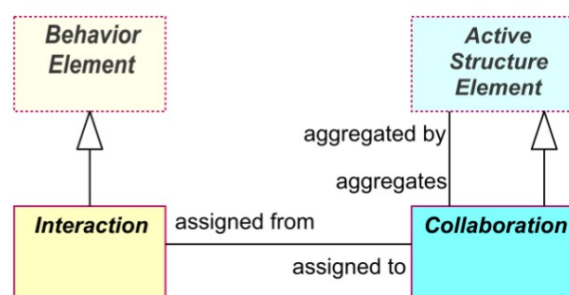 Behavior
Element
Active
Structure
Element
aggregated by
aggregates
Interaction
assigned from
assigned to
Collaboration